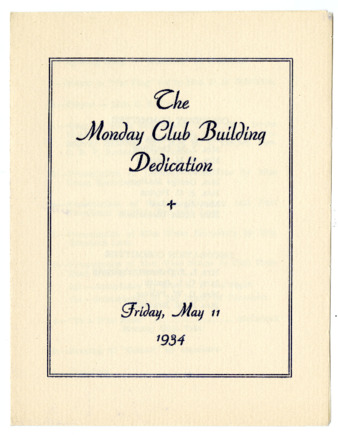 The
Monday Club Building
Dedication
+
Friday, May 11
1934